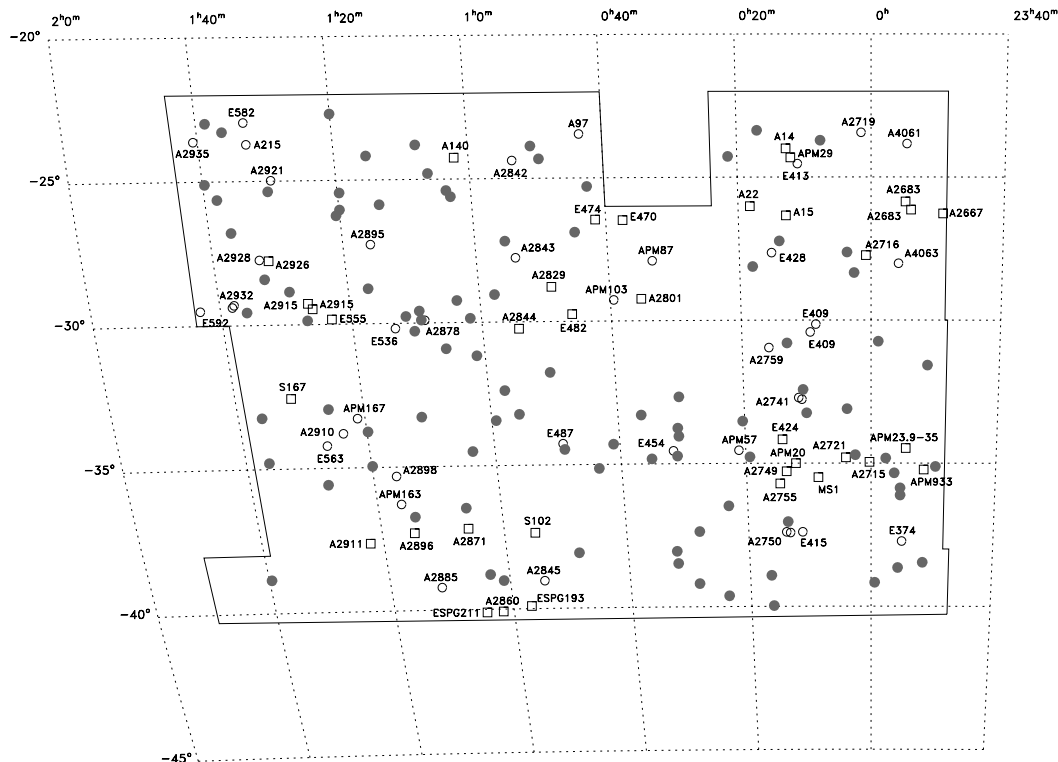 2ʰ0ᵐ
1ʰ40ᵐ
1ʰ20ᵐ
1ʰ0ᵐ
0ʰ40ᵐ
0ʰ20ᵐ
0ʰ
23ʰ40ᵐ
−20°
E582
A97
A2719
A14
A4061
A2935
A215
A140
APM29
A2842
E413
A2921
−25°
A22
A2683
E474
E470
A15
A2683
A2667
A2895
A2843
APM87
A2716
A4063
A2928
A2926
E428
A2829
APM103
A2801
A2932
A2915
A2915
E592
E555
A2844
E482
E409
−30°
E536
A2878
E409
A2759
S167
A2741
APM167
A2910
E487
E424
APM23.9−35
E563
E454
APM57
APM20
A2721
A2898
A2749
A2715
APM933
−35°
A2755
MS1
APM163
S102
A2911
A2896
A2871
A2750
E415
E374
A2885
A2845
A2860
ESPG193
ESPG211
−40°
−45°